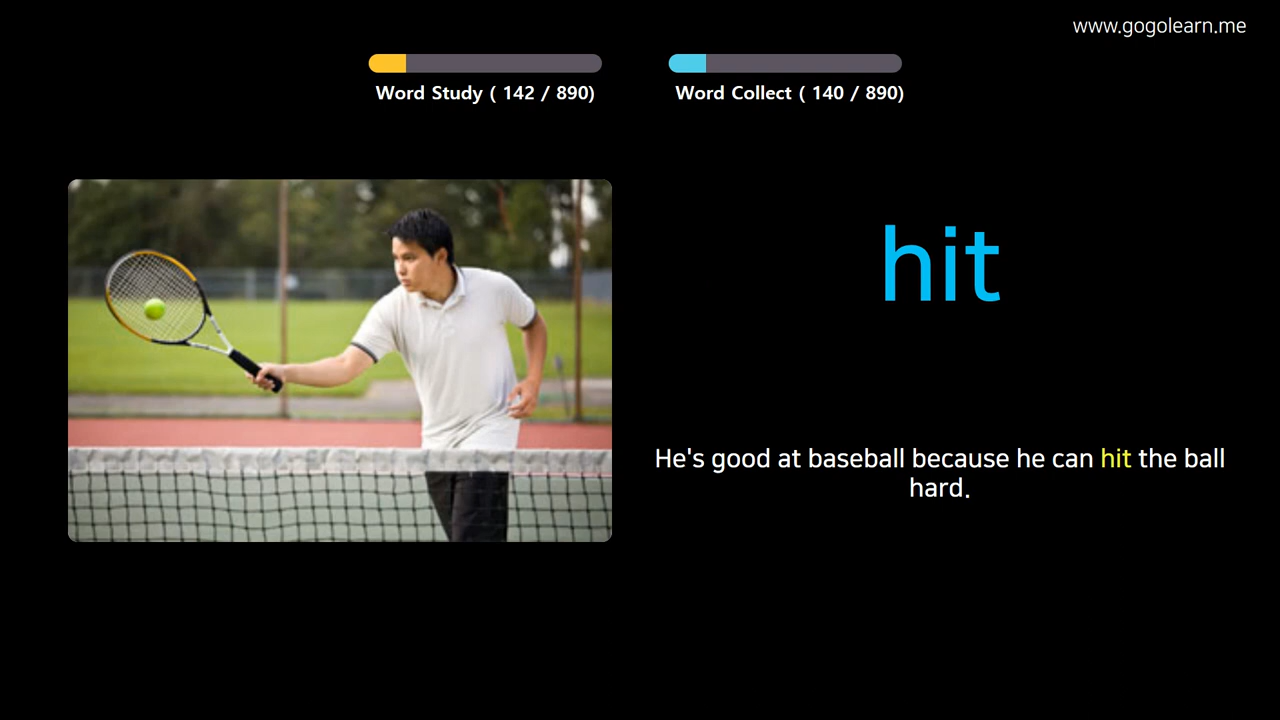 www.gogolearn.me
Word Study ( 142 / 890)
Word Collect ( 140 / 890)
hit
He's good at baseball because he can hit the ball
hard.